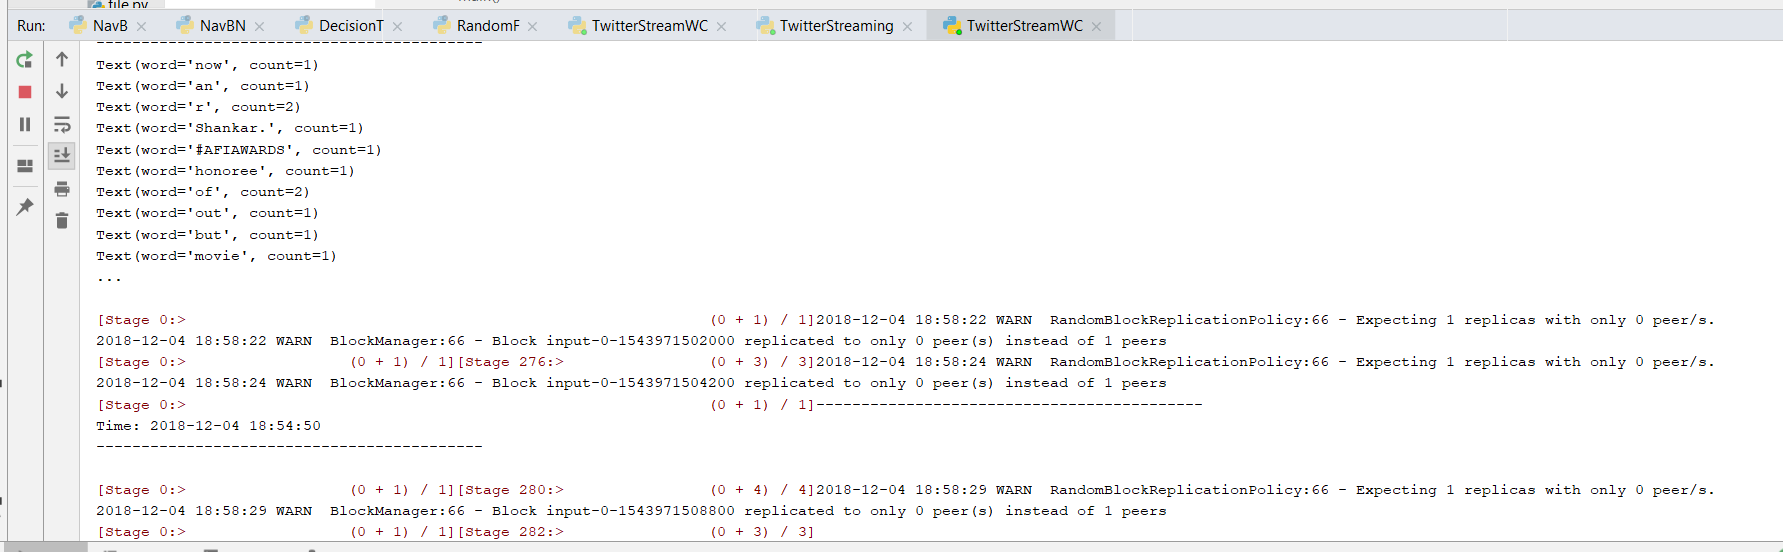 file.py
Run: NavB × NavBN × DecisionT × RandomF × TwitterStreamWC × TwitterStreaming × TwitterStreamWC ×
-------------------------------------------
Text(word='now', count=1)
Text(word='an', count=1)
Text(word='r', count=2)
Text(word='Shankar.', count=1)
Text(word='#AFIAWARDS', count=1)
Text(word='honoree', count=1)
Text(word='of', count=2)
Text(word='out', count=1)
Text(word='but', count=1)
Text(word='movie', count=1)
...
[Stage 0:> (0 + 1) / 1]2018-12-04 18:58:22 WARN  RandomBlockReplicationPolicy:66 - Expecting 1 replicas with only 0 peer/s.
2018-12-04 18:58:22 WARN  BlockManager:66 - Block input-0-1543971502000 replicated to only 0 peer(s) instead of 1 peers
[Stage 0:> (0 + 1) / 1][Stage 276:> (0 + 3) / 3]2018-12-04 18:58:24 WARN  RandomBlockReplicationPolicy:66 - Expecting 1 replicas with only 0 peer/s.
2018-12-04 18:58:24 WARN  BlockManager:66 - Block input-0-1543971504200 replicated to only 0 peer(s) instead of 1 peers
[Stage 0:> (0 + 1) / 1]-------------------------------------------
Time: 2018-12-04 18:54:50
-------------------------------------------
[Stage 0:> (0 + 1) / 1][Stage 280:> (0 + 4) / 4]2018-12-04 18:58:29 WARN  RandomBlockReplicationPolicy:66 - Expecting 1 replicas with only 0 peer/s.
2018-12-04 18:58:29 WARN  BlockManager:66 - Block input-0-1543971508800 replicated to only 0 peer(s) instead of 1 peers
[Stage 0:> (0 + 1) / 1][Stage 282:> (0 + 3) / 3]